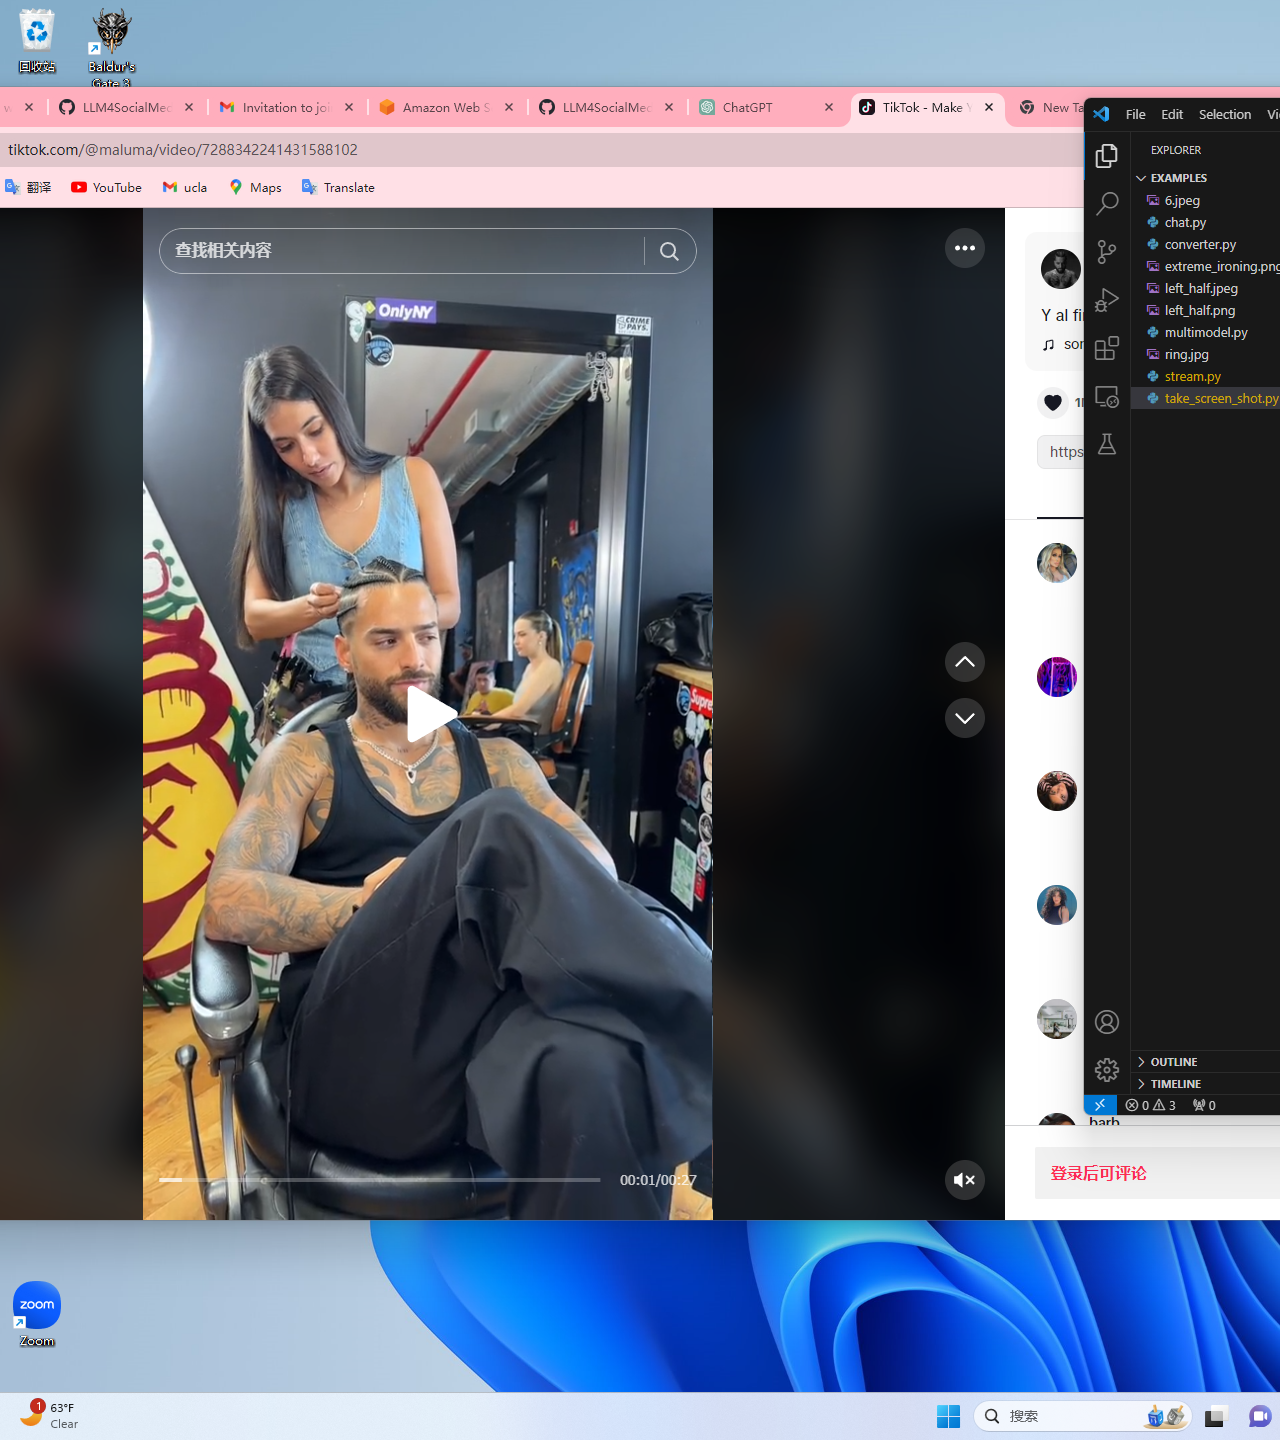 回收站
Baldur's
Gate 3
LLM4SocialMed
Invitation to joi
Amazon Web S
LLM4SocialMed
ChatGPT
TikTok - Make Y
New Ta
tiktok.com/@maluma/video/7288342241431588102
翻译
YouTube
ucla
Maps
Translate
查找相关内容
OnlyNY
CRIME
PAYS.
Supre
00:01/00:27
Y al fi
son
1
https
barb
登录后可评论
File Edit Selection Vi
EXPLORER
EXAMPLES
6.jpeg
chat.py
converter.py
extreme_ironing.png
left_half.jpeg
left_half.png
multimodel.py
ring.jpg
stream.py
take_screen_shot.py
OUTLINE
TIMELINE
0 3 0
zoom
Zoom
1
63°F
Clear
搜索